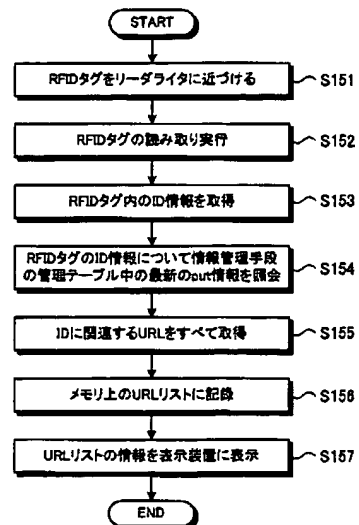 START
RFIDタグをリーダライタに近づける
S151
RFIDタグの読み取り実行
S152
RFIDタグ内のID情報を取得
S153
RFIDタグのID情報について情報管理手段
の管理テーブル中の最新のput情報を照会
S154
IDに関連するURLをすべて取得
S155
メモリ上のURLリストに記録
S156
URLリストの情報を表示装置に表示
S157
END